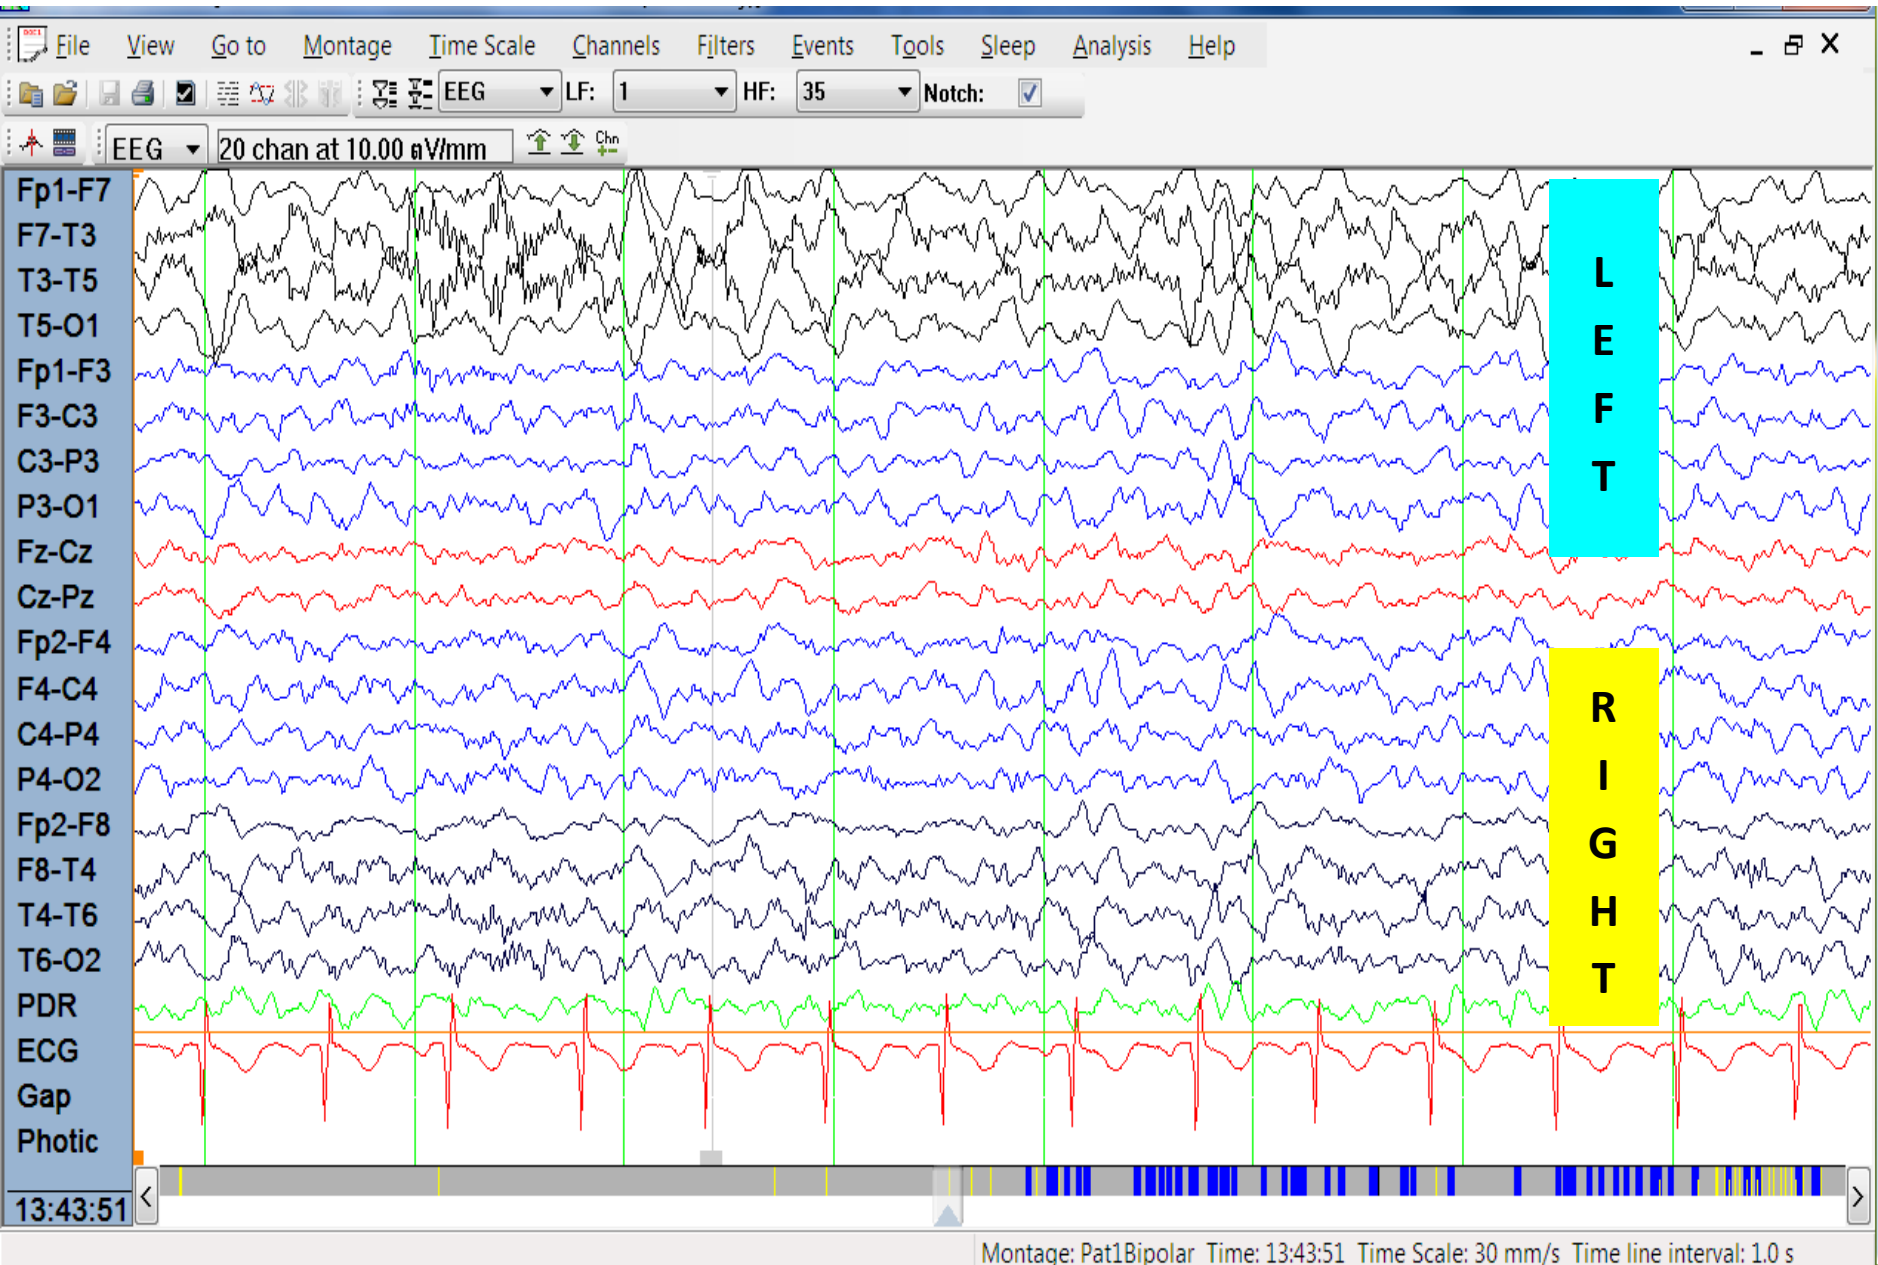 File View Go to Montage Time Scale Channels Filters Events Tools Sleep Analysis Help
EEG LF: 1 HF: 35 Notch:
EEG 20 chan at 10.00 ๓V/mm Chn
Fp1-F7
F7-T3
T3-T5
T5-O1
Fp1-F3
F3-C3
C3-P3
P3-O1
Fz-Cz
Cz-Pz
Fp2-F4
F4-C4
C4-P4
P4-O2
Fp2-F8
F8-T4
T4-T6
T6-O2
PDR
ECG
Gap
Photic
LEFT
RIGHT
13:43:51
Montage: Pat1Bipolar Time: 13:43:51 Time Scale: 30 mm/s Time line interval: 1.0 s